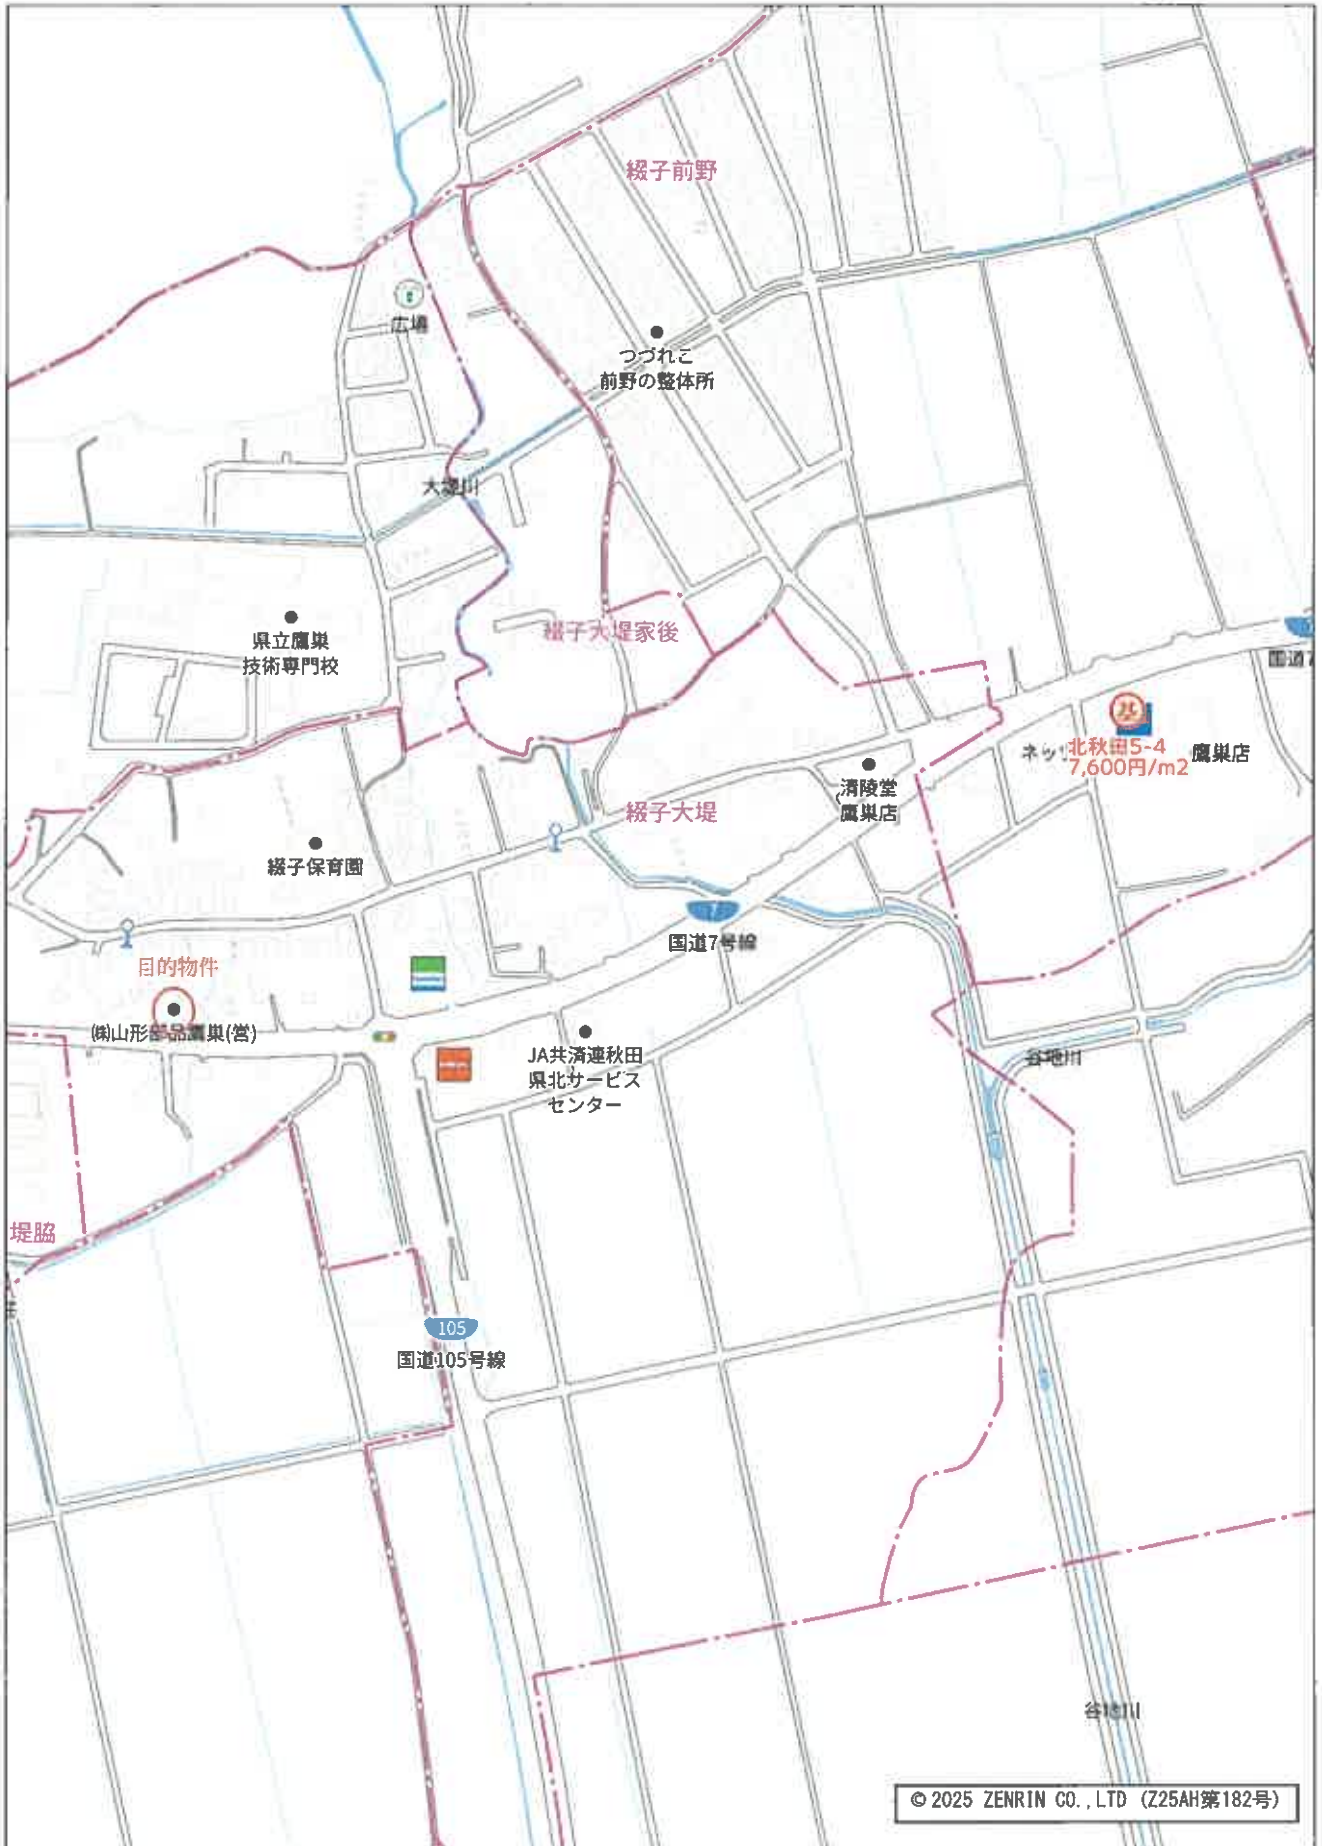 綴子前野
広場
つづれこ
前野の整体所
大堤川
県立鷹巣
技術専門校
綴子大堤家後
国道7
北秋田5-4
7,600円/m2
ネッ
鷹巣店
清陵堂
鷹巣店
綴子大堤
綴子保育園
7
国道7号線
目的物件
㈱山形部品鷹巣(営)
JA共済連秋田
県北サービス
センター
谷地川
堤脇
105
国道105号線
谷地川
© 2025 ZENRIN CO., LTD (Z25AH第182号)